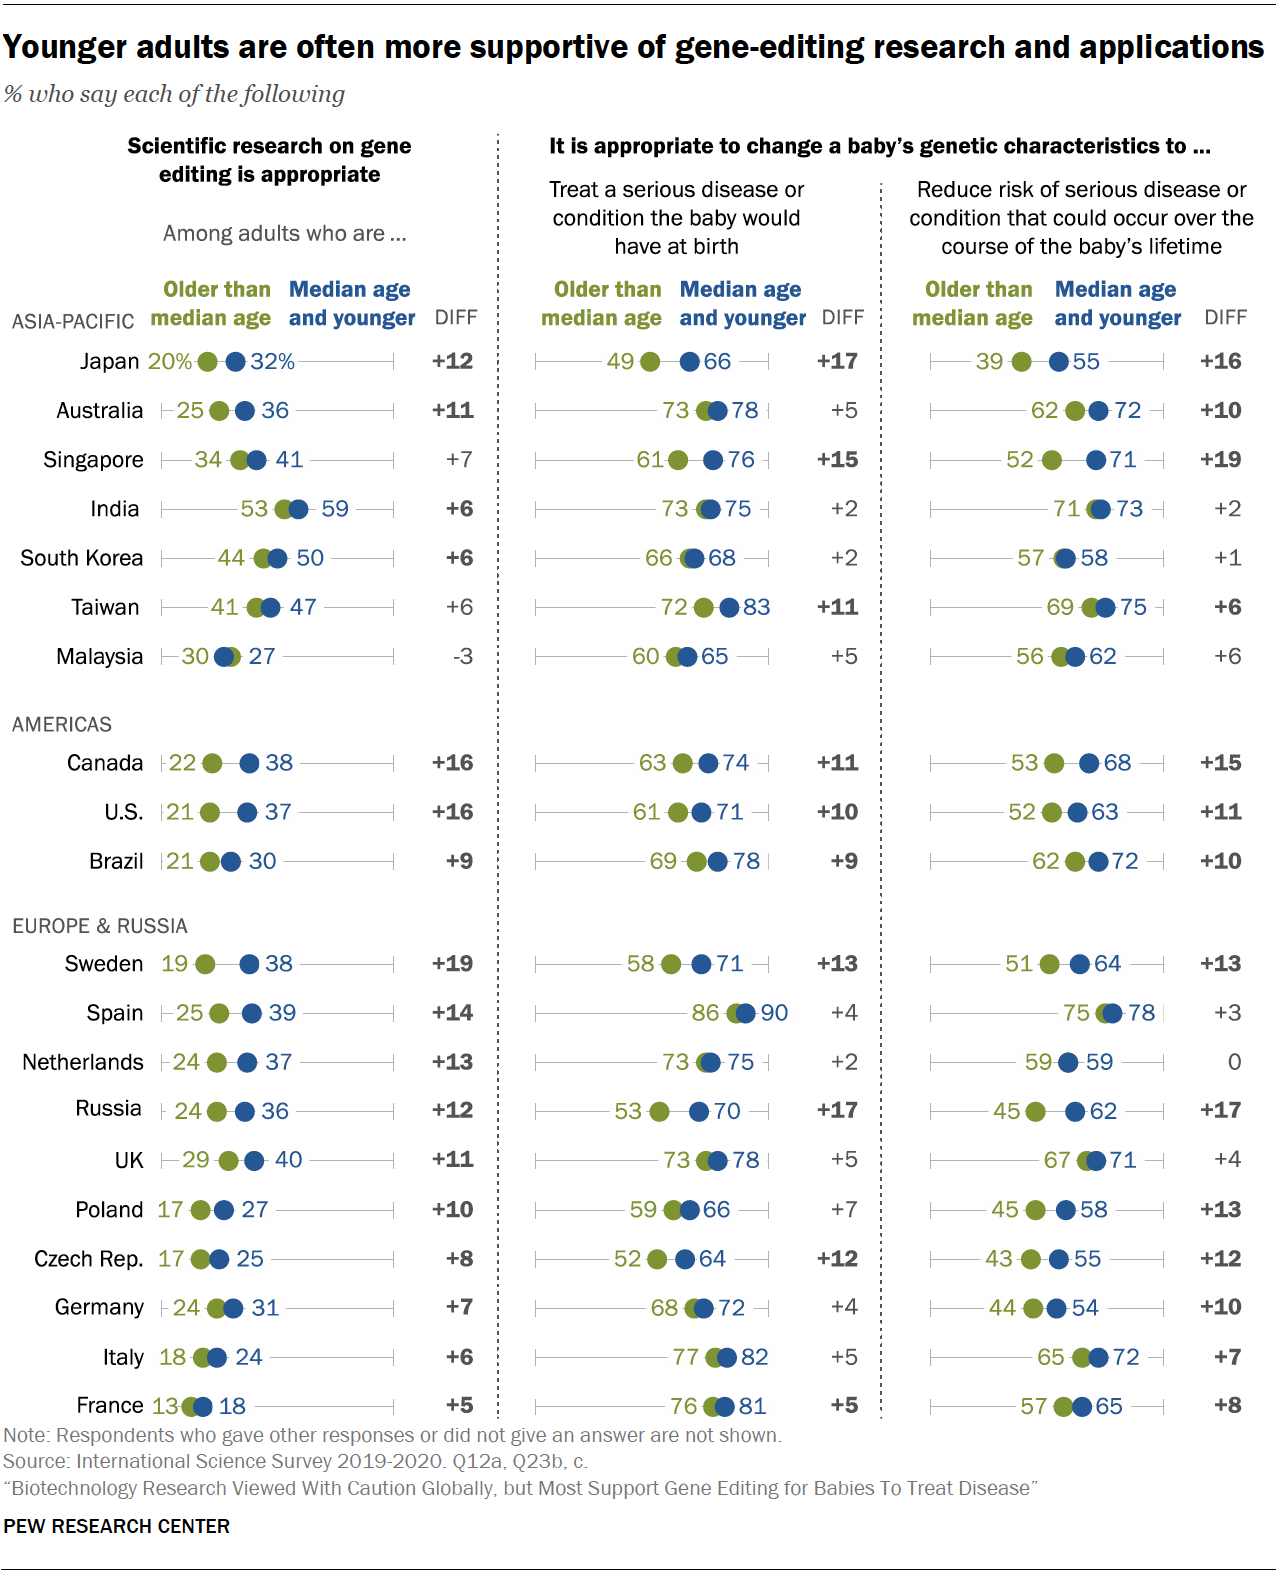 Younger adults are often more supportive of gene-editing research and applications
% who say each of the following
Scientific research on gene
editing is appropriate
It is appropriate to change a baby's genetic characteristics to ...
Treat a serious disease or
condition the baby would
have at birth
Reduce risk of serious disease or
condition that could occur over the
course of the baby's lifetime
Among adults who are ...
Older than Median age Older than Median age Older than Median age
ASIA-PACIFIC median age and younger DIFF median age and younger DIFF median age and younger DIFF
Japan 20% 32% +12 49 66 +17 39 55 +16
Australia 25 36 +11 73 78 +5 62 72 +10
Singapore 34 41 +7 61 76 +15 52 71 +19
India 53 59 +6 73 75 +2 71 73 +2
South Korea 44 50 +6 66 68 +2 57 58 +1
Taiwan 41 47 +6 72 83 +11 69 75 +6
Malaysia 30 27 -3 60 65 +5 56 62 +6
AMERICAS
Canada 22 38 +16 63 74 +11 53 68 +15
U.S. 21 37 +16 61 71 +10 52 63 +11
Brazil 21 30 +9 69 78 +9 62 72 +10
EUROPE & RUSSIA
Sweden 19 38 +19 58 71 +13 51 64 +13
Spain 25 39 +14 86 90 +4 75 78 +3
Netherlands 24 37 +13 73 75 +2 59 59 0
Russia 24 36 +12 53 70 +17 45 62 +17
UK 29 40 +11 73 78 +5 67 71 +4
Poland 17 27 +10 59 66 +7 45 58 +13
Czech Rep. 17 25 +8 52 64 +12 43 55 +12
Germany 24 31 +7 68 72 +4 44 54 +10
Italy 18 24 +6 77 82 +5 65 72 +7
France 13 18 +5 76 81 +5 57 65 +8
Note: Respondents who gave other responses or did not give an answer are not shown.
Source: International Science Survey 2019-2020. Q12a, Q23b, c.
“Biotechnology Research Viewed With Caution Globally, but Most Support Gene Editing for Babies To Treat Disease”
PEW RESEARCH CENTER